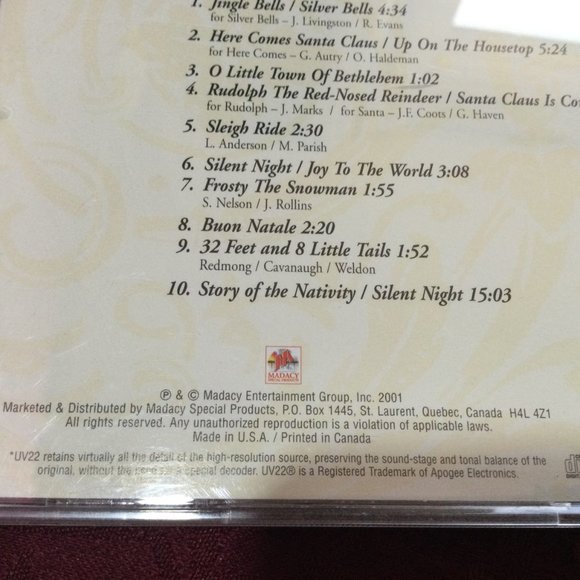 1. Jingle Bells / Silver Bells 4:34
for Silver Bells – J. Livingston / R. Evans
2. Here Comes Santa Claus / Up On The Housetop 5:24
for Here Comes – G. Autry / O. Haldeman
3. O Little Town Of Bethlehem 1:02
4. Rudolph The Red-Nosed Reindeer / Santa Claus Is
for Rudolph – J. Marks / for Santa – J.F. Coots / G. Haven
5. Sleigh Ride 2:30
L. Anderson / M. Parish
6. Silent Night / Joy To The World 3:08
7. Frosty The Snowman 1:55
S. Nelson / J. Rollins
8. Buon Natale 2:20
9. 32 Feet and 8 Little Tails 1:52
Redmong / Cavanaugh / Weldon
10. Story of the Nativity / Silent Night 15:03
MADACY
SPECIAL PRODUCTS
℗ & © Madacy Entertainment Group, Inc. 2001
Marketed & Distributed by Madacy Special Products, P.O. Box 1445, St. Laurent, Quebec, Canada H4L 4Z1
All rights reserved. Any unauthorized reproduction is a violation of applicable laws.
Made in U.S.A. / Printed in Canada
*UV22 retains virtually all the detail of the high-resolution source, preserving the sound-stage and tonal balance of the
original, without the need for a special decoder. UV22® is a Registered Trademark of Apogee Electronics.